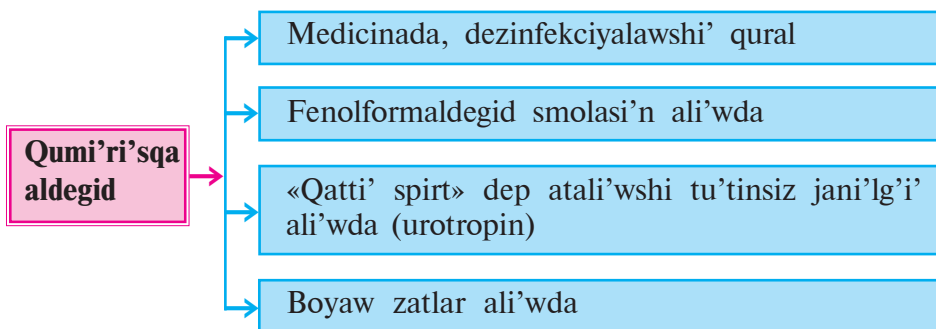 Qumi’ri’sqa
aldegid
Medicinada, dezinfekciyalawshi’ qural
Fenolformaldegid smolasi’n ali’wda
«Qatti’ spirt» dep atali’wshi tu’tinsiz jani’lg’i’
ali’wda (urotropin)
Boyaw zatlar ali’wda